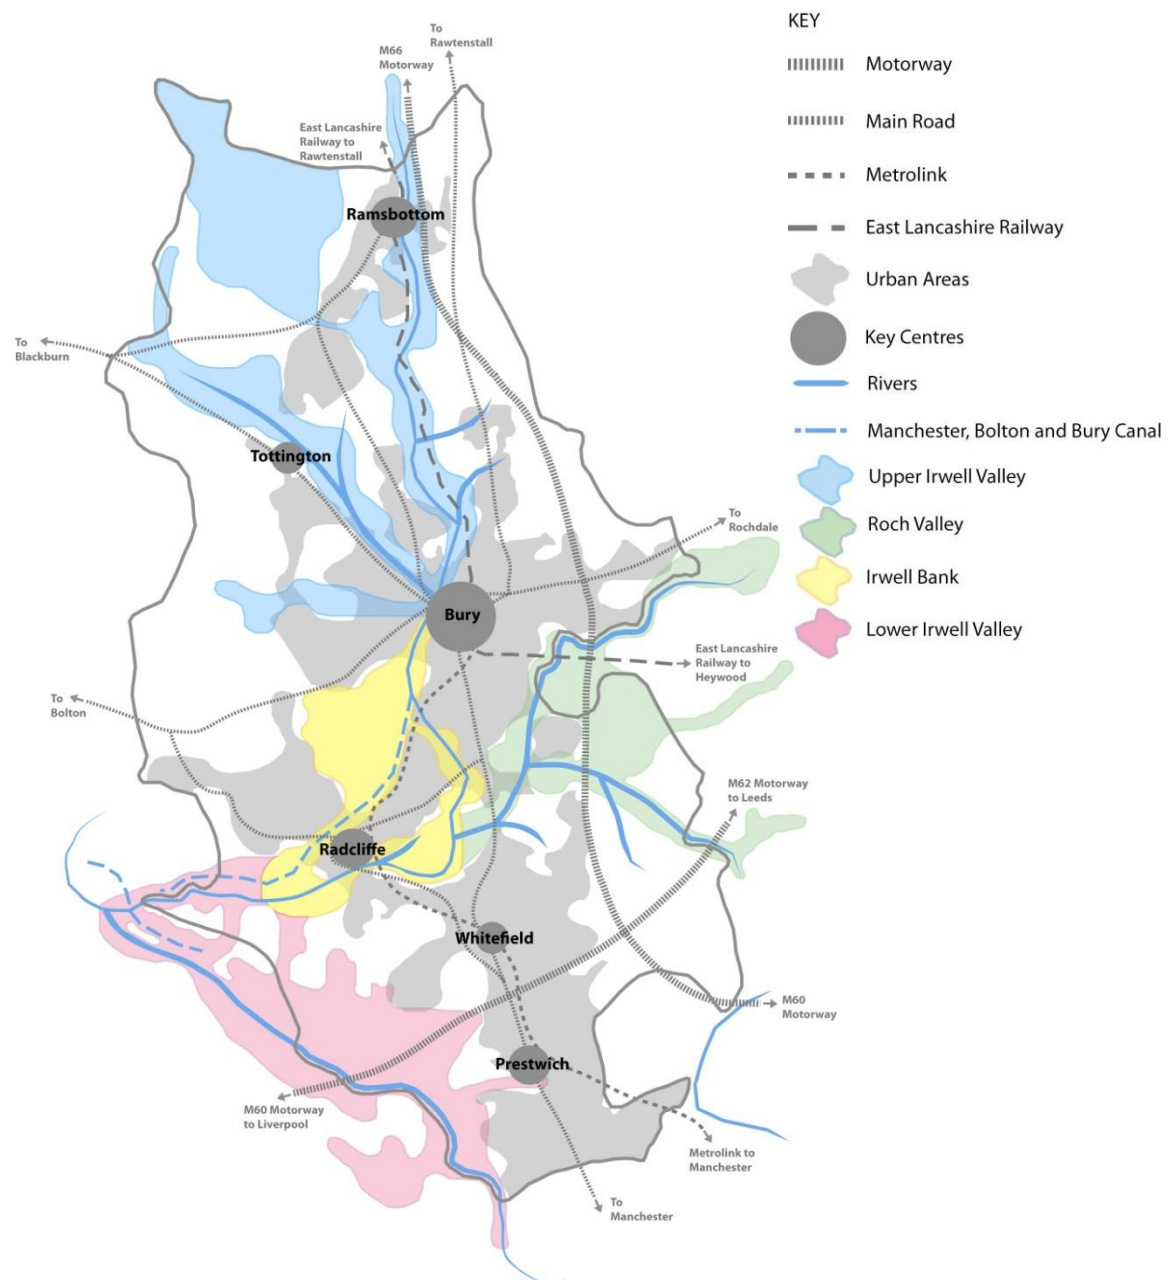 KEY
Motorway
Main Road
Metrolink
East Lancashire Railway
Urban Areas
Key Centres
Rivers
Manchester, Bolton and Bury Canal
Upper Irwell Valley
Roch Valley
Irwell Bank
Lower Irwell Valley
To
Rawtenstall
M66
Motorway
East Lancashire
Railway to
Rawtenstall
Ramsbottom
To
Blackburn
Tottington
To
Rochdale
Bury
East Lancashire
Railway to
Heywood
To
Bolton
M62 Motorway
to Leeds
Radcliffe
Whitefield
M60
Motorway
Prestwich
M60 Motorway
to Liverpool
Metrolink to
Manchester
To
Manchester